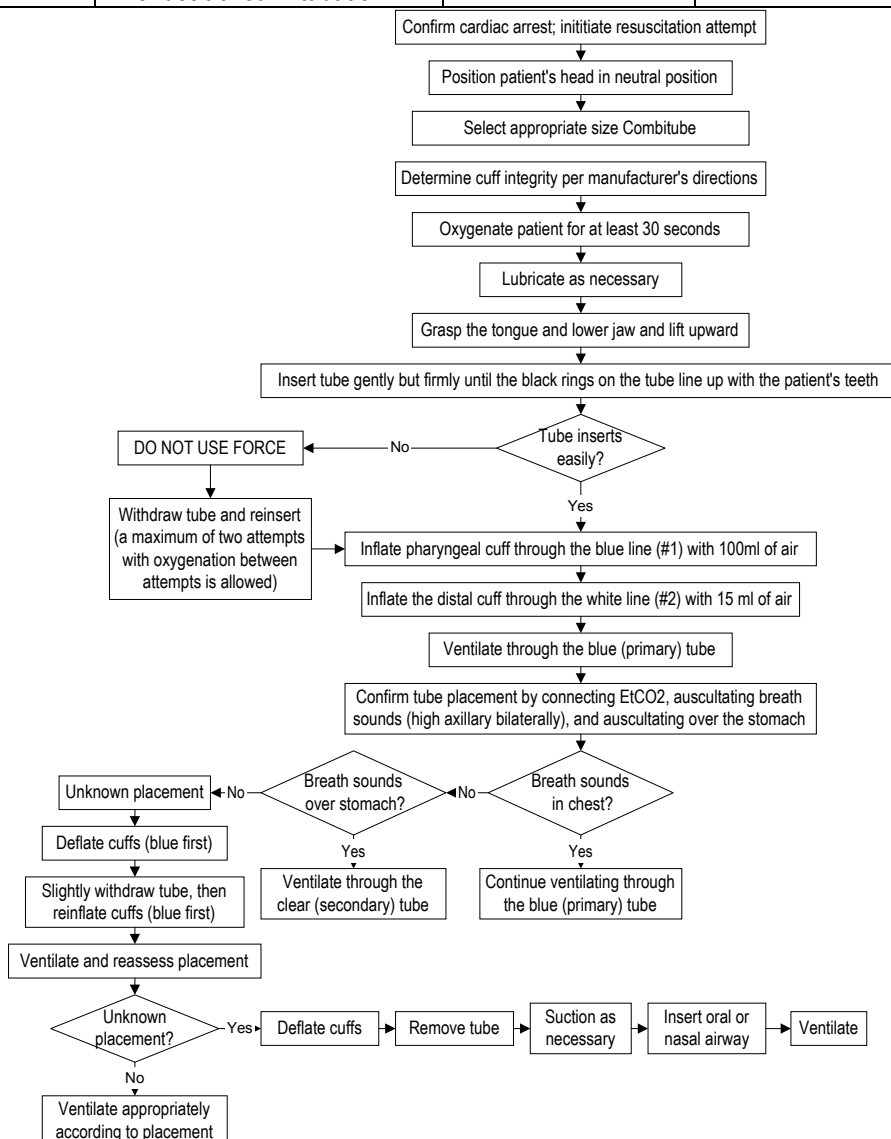 Confirm cardiac arrest; inititiate resuscitation attempt
Position patient's head in neutral position
Select appropriate size Combitube
Determine cuff integrity per manufacturer's directions
Oxygenate patient for at least 30 seconds
Lubricate as necessary
Grasp the tongue and lower jaw and lift upward
Insert tube gently but firmly until the black rings on the tube line up with the patient's teeth
Tube inserts
easily?
No
DO NOT USE FORCE
Withdraw tube and reinsert
(a maximum of two attempts
with oxygenation between
attempts is allowed)
Yes
Inflate pharyngeal cuff through the blue line (#1) with 100ml of air
Inflate the distal cuff through the white line (#2) with 15 ml of air
Ventilate through the blue (primary) tube
Confirm tube placement by connecting EtCO2, auscultating breath
sounds (high axillary bilaterally), and auscultating over the stomach
Breath sounds
in chest?
No
Breath sounds
over stomach?
No
Unknown placement
Yes
Continue ventilating through
the blue (primary) tube
Yes
Ventilate through the
clear (secondary) tube
Deflate cuffs (blue first)
Slightly withdraw tube, then
reinflate cuffs (blue first)
Ventilate and reassess placement
Unknown
placement?
Yes
Deflate cuffs
Remove tube
Suction as
necessary
Insert oral or
nasal airway
Ventilate
No
Ventilate appropriately
according to placement